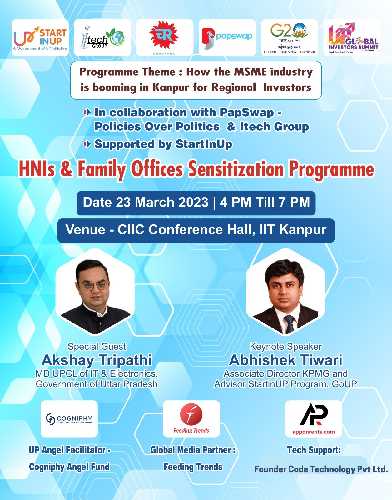 UP START IN UP
itech GROUP
papswap
G20
GLOBAL INVESTORS SUMMIT
Programme Theme : How the MSME industry
is booming in Kanpur for Regional Investors
In collaboration with PapSwap -
Policies Over Politics & Itech Group
Supported by StartInUp
HNIs & Family Offices Sensitization Programme
Date 23 March 2023 | 4 PM Till 7 PM
Venue - CIIC Conference Hall, IIT Kanpur
Special Guest
Akshay Tripathi
MD UPCL of IT & Electronics,
Government of Uttar Pradesh
Keynote Speaker
Abhishek Tiwari
Associate Director KPMG and
Advisor StartinUP Program, GoUP
COGNIPHY
Feeding Trends
UP Angel Facilitator -
Cogniphy Angel Fund
Global Media Partner :
Feeding Trends
Tech Support:
Founder Code Technology Pvt Ltd.